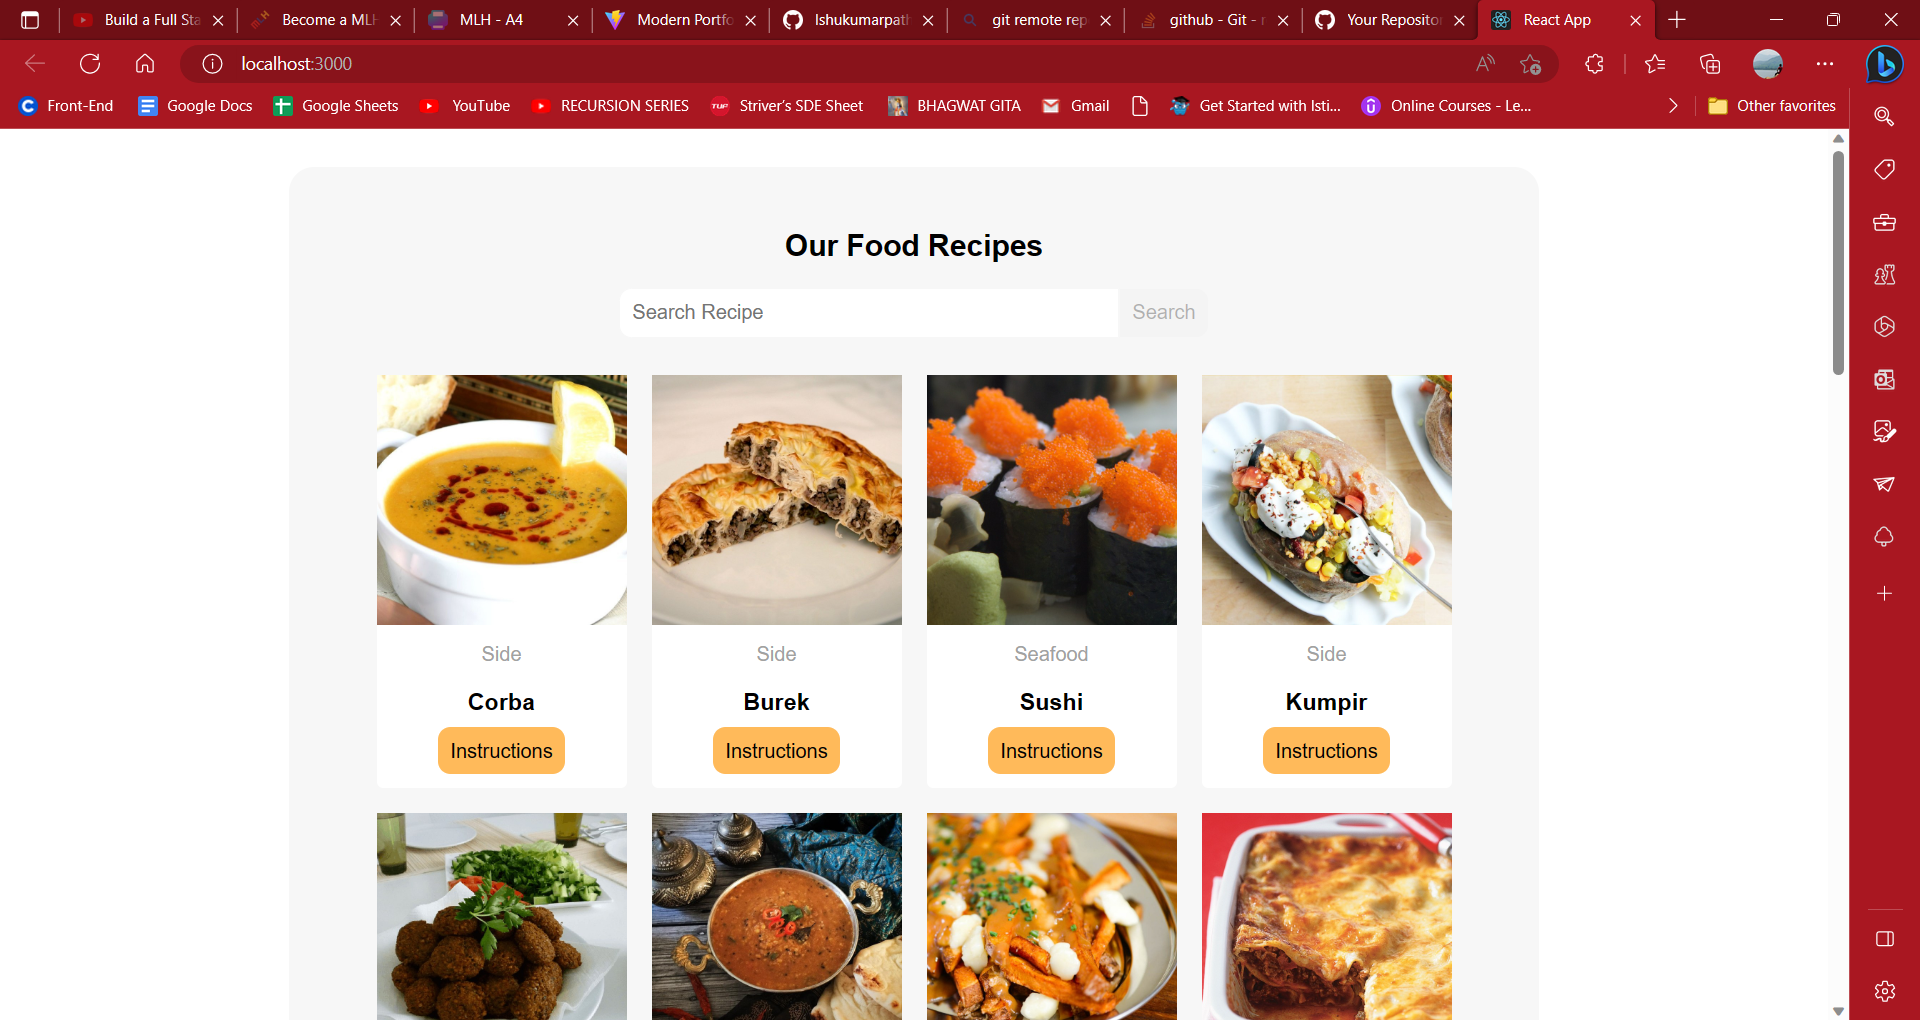 Build a Full Sta
Become a MLH
MLH - A4
Modern Portfo
Ishukumarpath
git remote rep
github - Git - r
Your Repositor
React App
localhost:3000
Front-End
Google Docs
Google Sheets
YouTube
RECURSION SERIES
TUF Striver's SDE Sheet
BHAGWAT GITA
Gmail
Get Started with Isti...
Online Courses - Le...
Other favorites
Our Food Recipes
Search Recipe
Search
Side
Side
Seafood
Side
Corba
Burek
Sushi
Kumpir
Instructions
Instructions
Instructions
Instructions